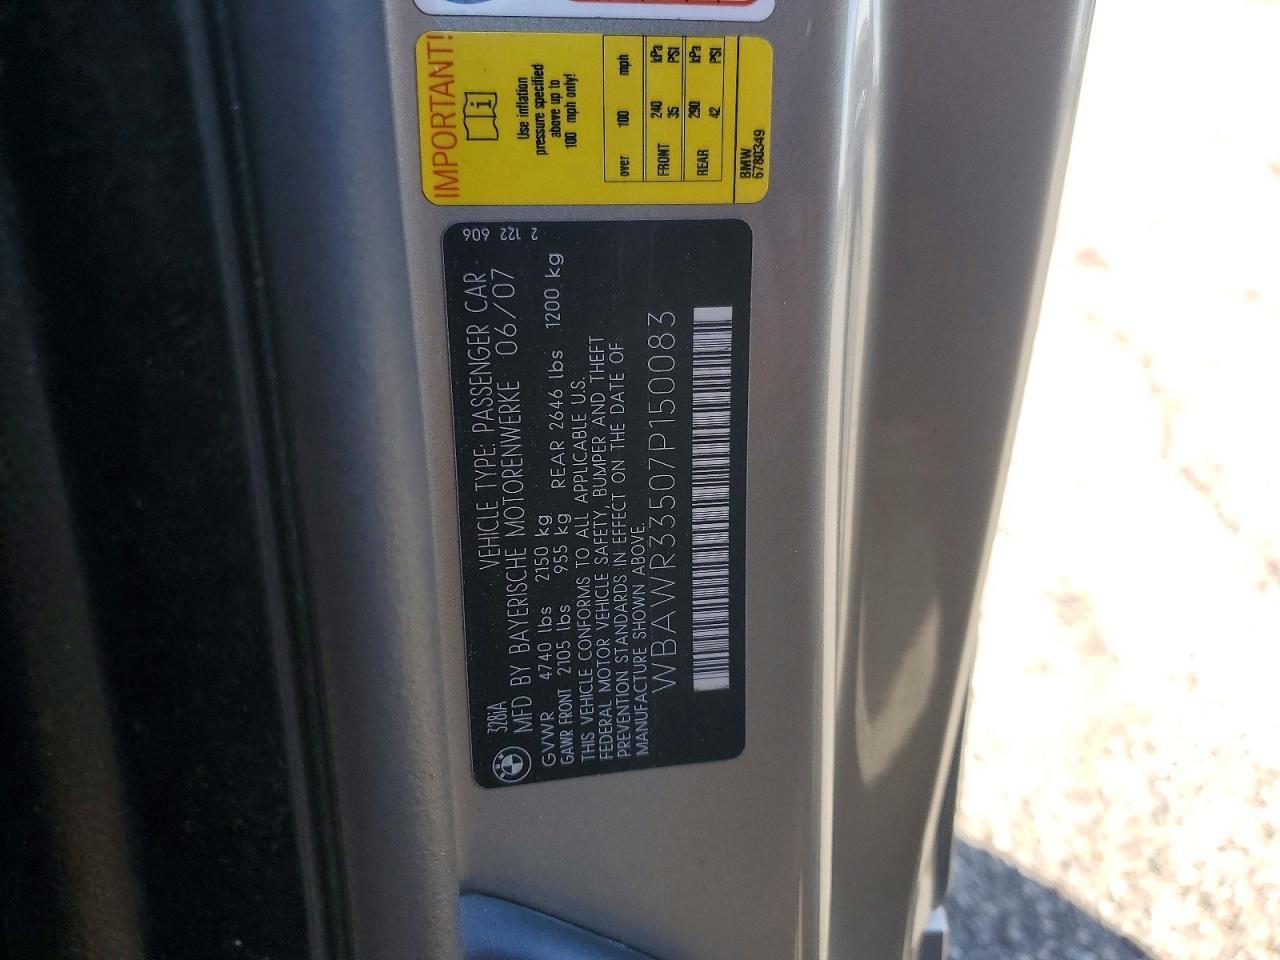 IMPORTANT!
Use inflation
pressure specified
above up to
100 mph only!
over 100 mph
FRONT 240 kPa
35 PSI
REAR 290 kPa
42 PSI
BMW
6780349
2 122 606
328iA VEHICLE TYPE: PASSENGER CAR
MFD BY BAYERISCHE MOTORENWERKE 06/07
GVWR 4740 lbs 2150 kg
GAWR FRONT 2105 lbs 955 kg REAR 2646 lbs 1200 kg
THIS VEHICLE CONFORMS TO ALL APPLICABLE U.S.
FEDERAL MOTOR VEHICLE SAFETY, BUMPER AND THEFT
PREVENTION STANDARDS IN EFFECT ON THE DATE OF
MANUFACTURE SHOWN ABOVE.
WBAWR33507P150083